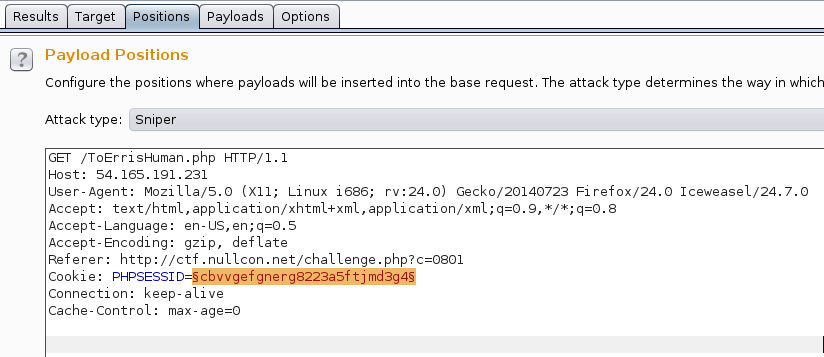 Results Target Positions Payloads Options
? Payload Positions
Configure the positions where payloads will be inserted into the base request. The attack type determines the way in which
Attack type: Sniper
GET /ToErrisHuman.php HTTP/1.1
Host: 54.165.191.231
User-Agent: Mozilla/5.0 (X11; Linux i686; rv:24.0) Gecko/20140723 Firefox/24.0 Iceweasel/24.7.0
Accept: text/html,application/xhtml+xml,application/xml;q=0.9,*/*;q=0.8
Accept-Language: en-US,en;q=0.5
Accept-Encoding: gzip, deflate
Referer: http://ctf.nullcon.net/challenge.php?c=0801
Cookie: PHPSESSID=§cbvvgefgnerg8223a5ftjmd3g4§
Connection: keep-alive
Cache-Control: max-age=0